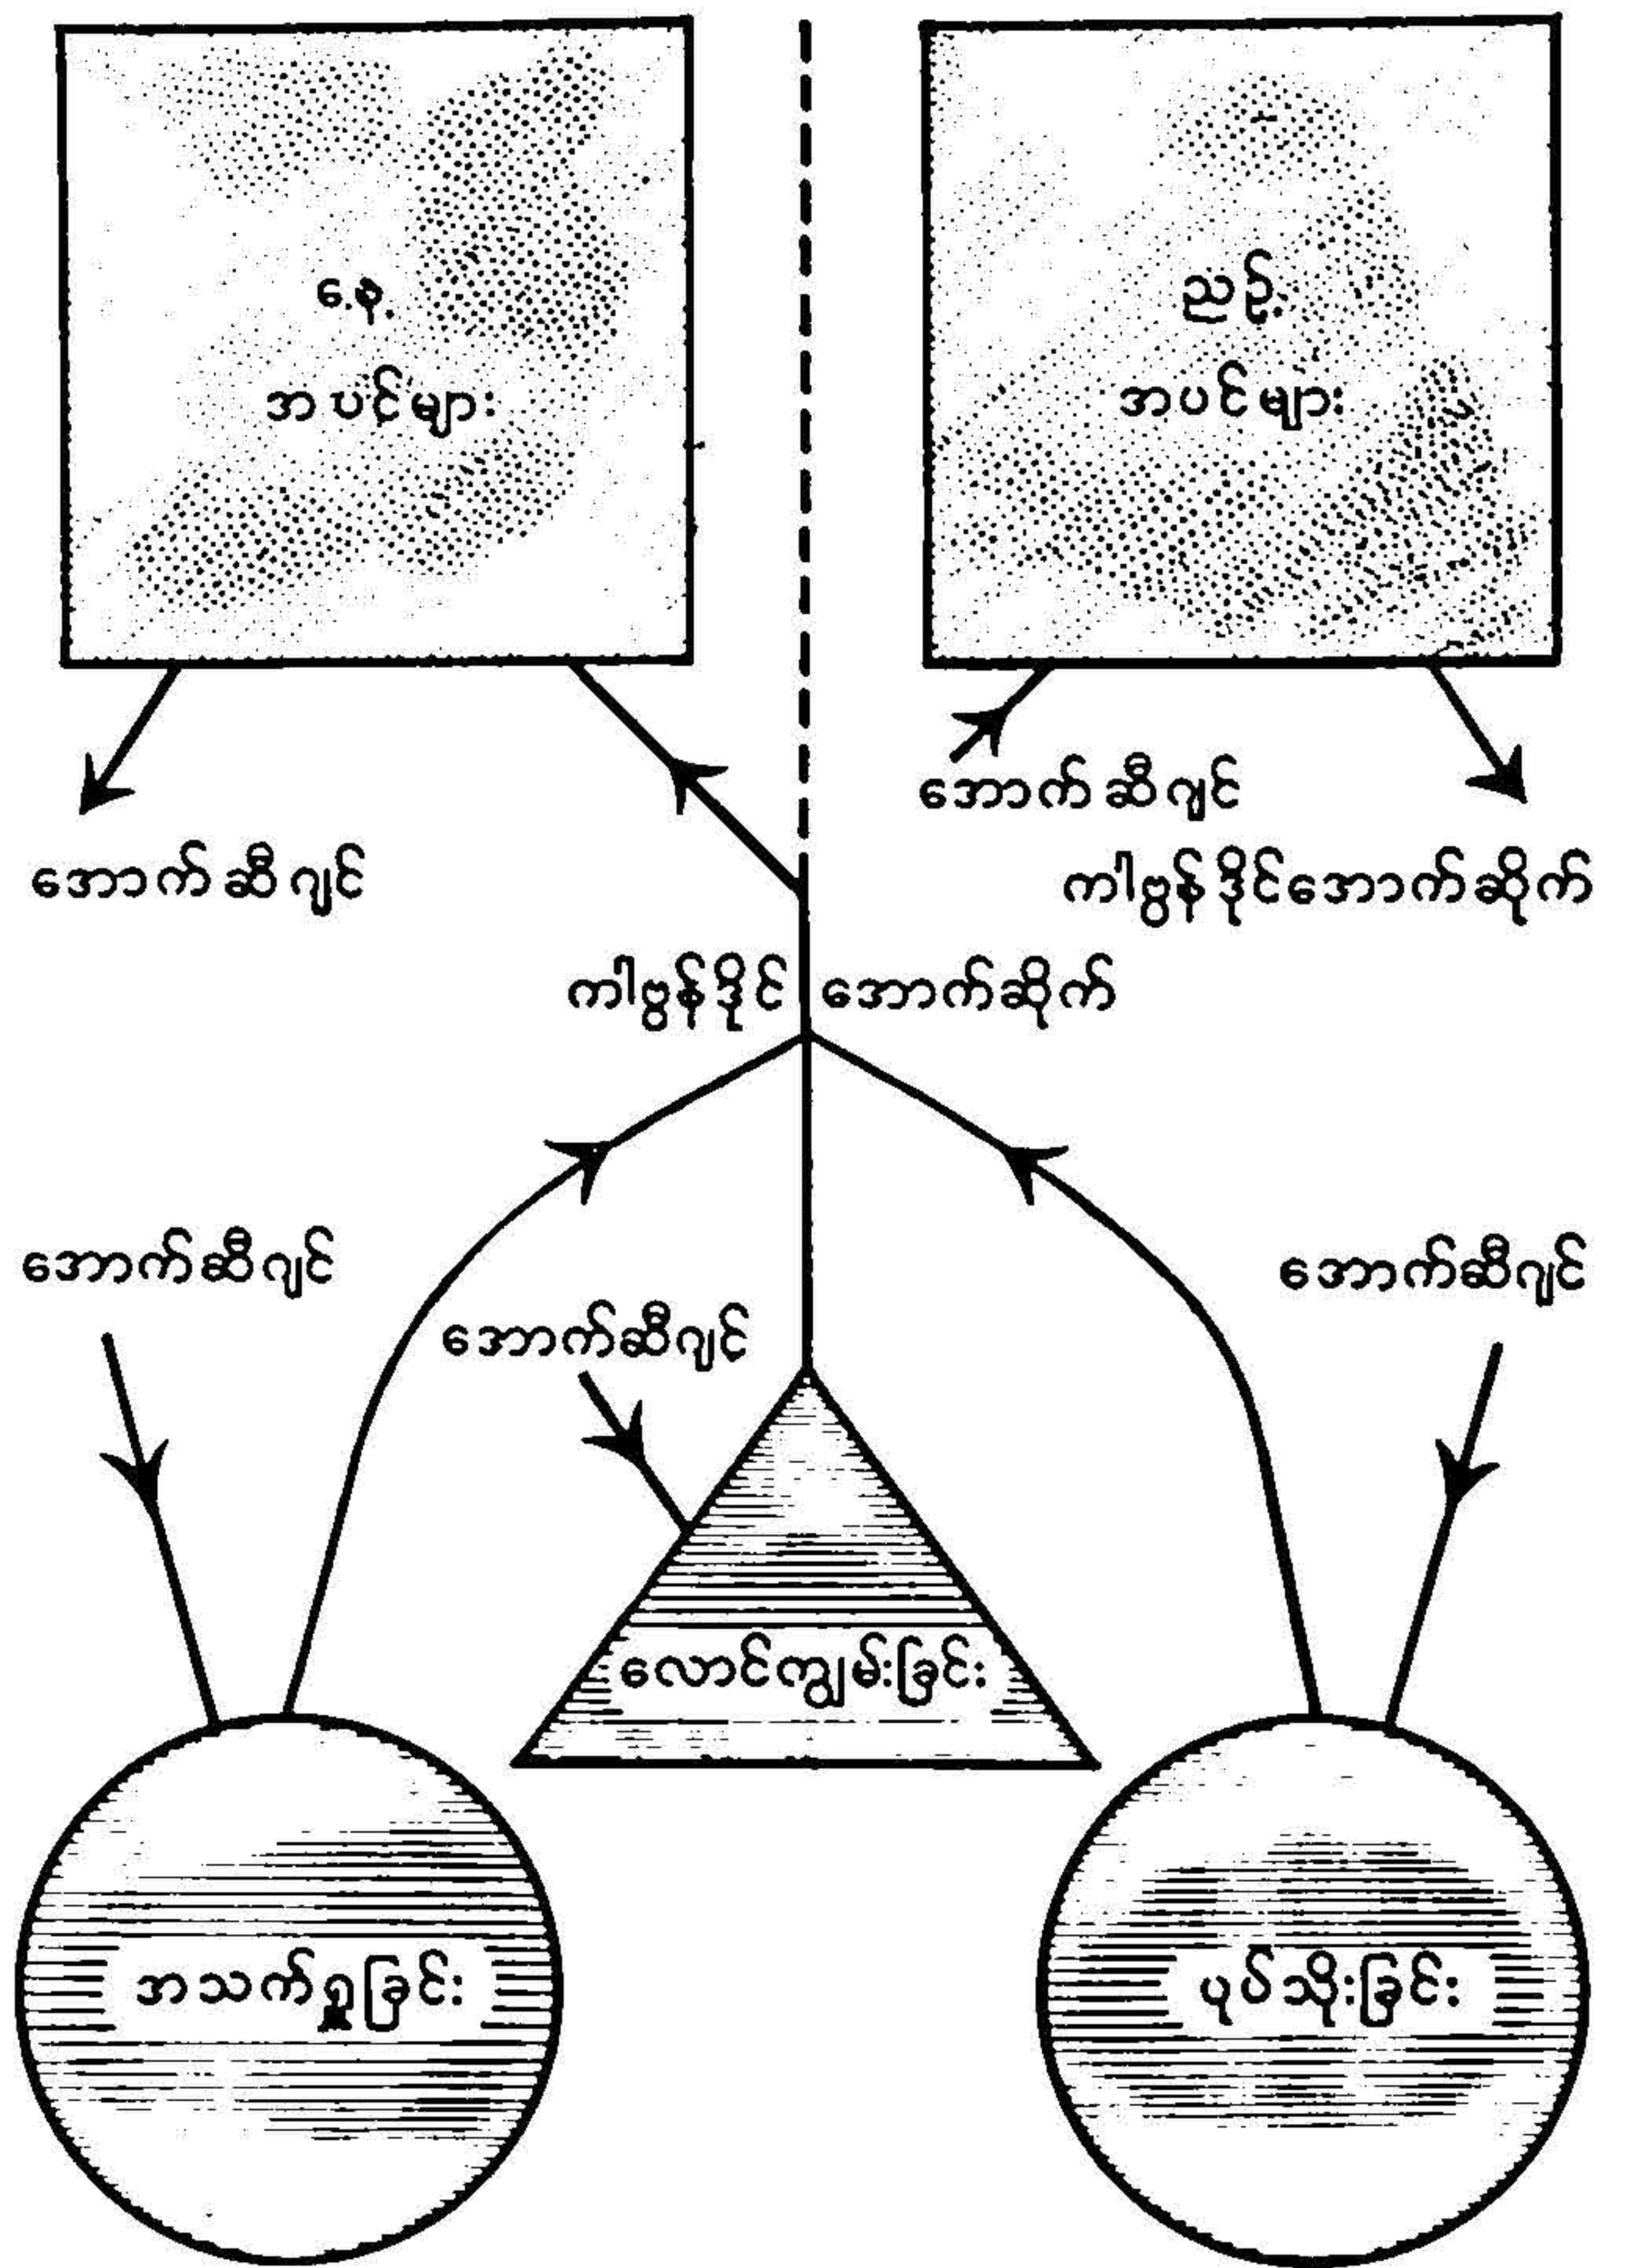 နေ့
အပင်များ
ညဉ့်
အပင်များ
အောက်ဆီဂျင်
အောက်ဆီဂျင်
ကါဗွန်ဒိုင်အောက်ဆိုက်
ကါဗွန်ဒိုင် အောက်ဆိုက်
အောက်ဆီဂျင်
အောက်ဆီဂျင်
အောက်ဆီဂျင်
လောင်ကျွမ်းခြင်း
အသက်ရှူခြင်း
ပုပ်သိုးခြင်း